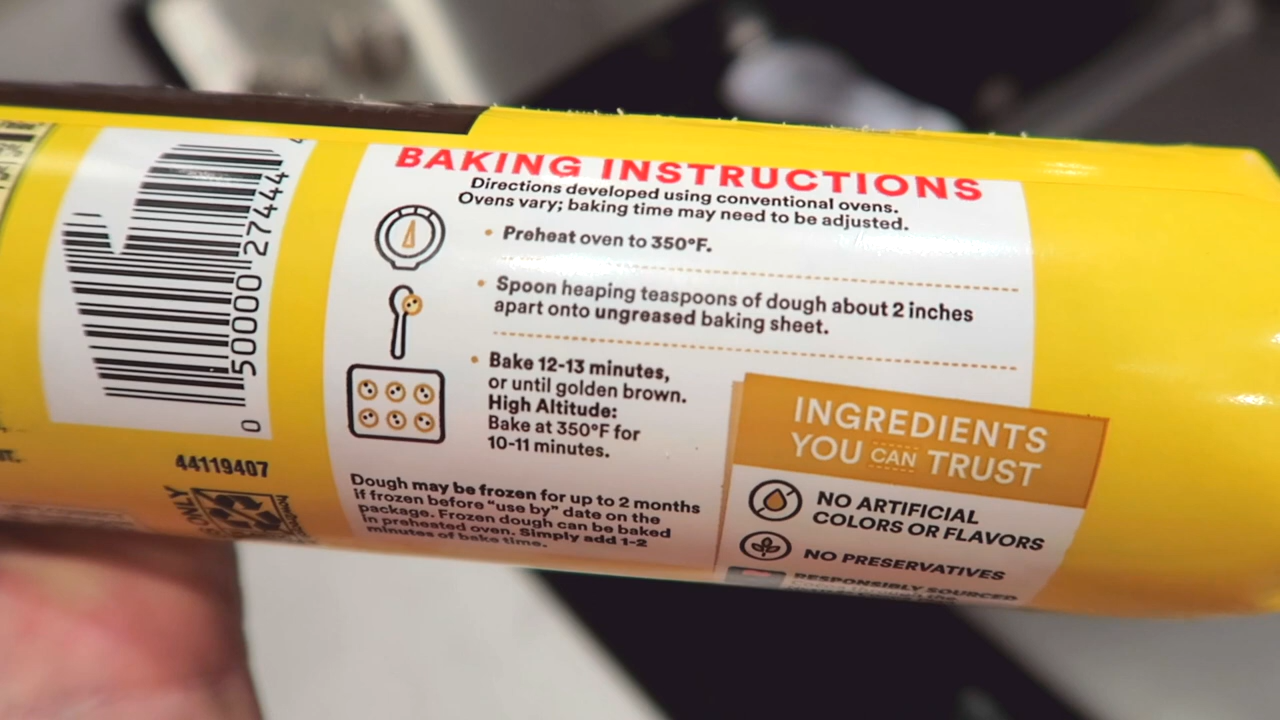 BAKING INSTRUCTIONS
Directions developed using conventional ovens.
Ovens vary; baking time may need to be adjusted.
• Preheat oven to 350°F.
• Spoon heaping teaspoons of dough about 2 inches
apart onto ungreased baking sheet.
• Bake 12-13 minutes,
or until golden brown.
High Altitude:
Bake at 350°F for
10-11 minutes.
Dough may be frozen for up to 2 months
if frozen before "use by" date on the
package. Frozen dough can be baked
in preheated oven. Simply add 1-2
minutes of bake time.
INGREDIENTS
YOU CAN TRUST
NO ARTIFICIAL
COLORS OR FLAVORS
NO PRESERVATIVES
RESPONSIBLY SOURCED
0 50000 27444 4
44119407
ONLY